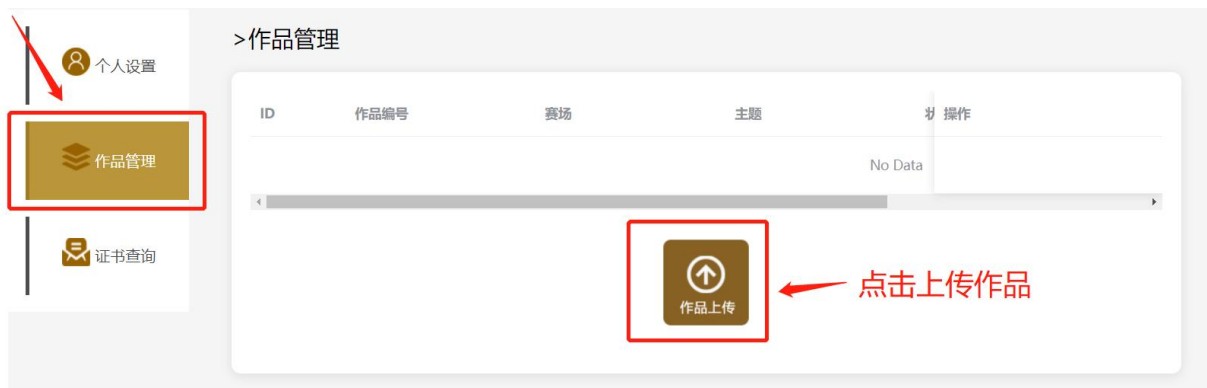 >作品管理
个人设置
作品管理
证书查询
ID 作品编号 赛场 主题 操作
No Data
作品上传
点击上传作品